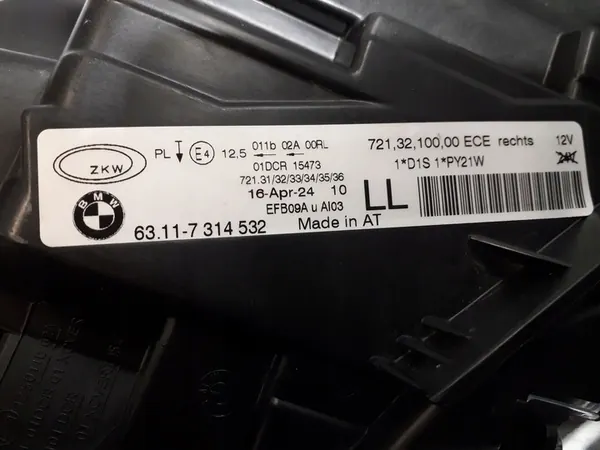 ZKW
PL E4 12,5 011b 02A 00RL
01DCR 15473
721.31/32/33/34/35/36
16-Apr-24 10
EFB09A u AI03
721,32,100,00 ECE rechts 12V
1*D1S 1*PY21W 24V
LL
BMW
63.11-7 314 532 Made in AT